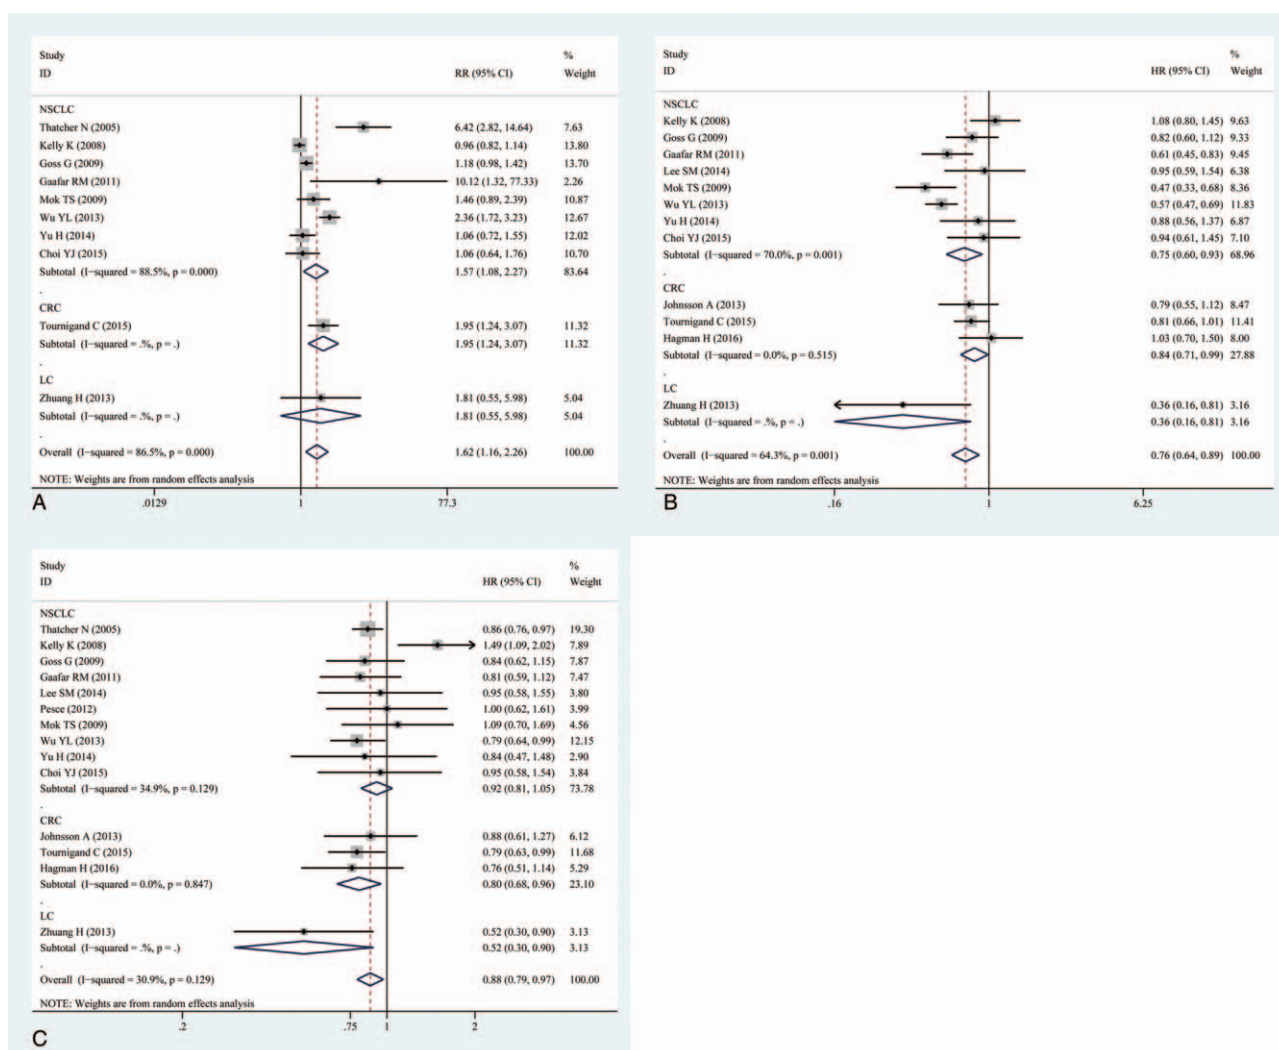 Study %
ID RR (95% CI) Weight
NSCLC
Thatcher N (2005) 6.42 (2.82, 14.64) 7.63
Kelly K (2008) 0.96 (0.82, 1.14) 13.80
Goss G (2009) 1.18 (0.98, 1.42) 13.70
Gaafar RM (2011) 10.12 (1.32, 77.33) 2.26
Mok TS (2009) 1.46 (0.89, 2.39) 10.87
Wu YL (2013) 2.36 (1.72, 3.23) 12.67
Yu H (2014) 1.06 (0.72, 1.55) 12.02
Choi YJ (2015) 1.06 (0.64, 1.76) 10.70
Subtotal (I-squared = 88.5%, p = 0.000) 1.57 (1.08, 2.27) 83.64
.
CRC
Tournigand C (2015) 1.95 (1.24, 3.07) 11.32
Subtotal (I-squared = .%, p = .) 1.95 (1.24, 3.07) 11.32
.
LC
Zhuang H (2013) 1.81 (0.55, 5.98) 5.04
Subtotal (I-squared = .%, p = .) 1.81 (0.55, 5.98) 5.04
.
Overall (I-squared = 86.5%, p = 0.000) 1.62 (1.16, 2.26) 100.00
NOTE: Weights are from random effects analysis
A
.0129 1 77.3
Study %
ID HR (95% CI) Weight
NSCLC
Kelly K (2008) 1.08 (0.80, 1.45) 9.63
Goss G (2009) 0.82 (0.60, 1.12) 9.33
Gaafar RM (2011) 0.61 (0.45, 0.83) 9.45
Lee SM (2014) 0.95 (0.59, 1.54) 6.38
Mok TS (2009) 0.47 (0.33, 0.68) 8.36
Wu YL (2013) 0.57 (0.47, 0.69) 11.83
Yu H (2014) 0.88 (0.56, 1.37) 6.87
Choi YJ (2015) 0.94 (0.61, 1.45) 7.10
Subtotal (I-squared = 70.0%, p = 0.001) 0.75 (0.60, 0.93) 68.96
.
CRC
Johnsson A (2013) 0.79 (0.55, 1.12) 8.47
Tournigand C (2015) 0.81 (0.66, 1.01) 11.41
Hagman H (2016) 1.03 (0.70, 1.50) 8.00
Subtotal (I-squared = 0.0%, p = 0.515) 0.84 (0.71, 0.99) 27.88
.
LC
Zhuang H (2013) 0.36 (0.16, 0.81) 3.16
Subtotal (I-squared = .%, p = .) 0.36 (0.16, 0.81) 3.16
.
Overall (I-squared = 64.3%, p = 0.001) 0.76 (0.64, 0.89) 100.00
NOTE: Weights are from random effects analysis
B
.16 1 6.25
Study %
ID HR (95% CI) Weight
NSCLC
Thatcher N (2005) 0.86 (0.76, 0.97) 19.30
Kelly K (2008) 1.49 (1.09, 2.02) 7.89
Goss G (2009) 0.84 (0.62, 1.15) 7.87
Gaafar RM (2011) 0.81 (0.59, 1.12) 7.47
Lee SM (2014) 0.95 (0.58, 1.55) 3.80
Pesce (2012) 1.00 (0.62, 1.61) 3.99
Mok TS (2009) 1.09 (0.70, 1.69) 4.56
Wu YL (2013) 0.79 (0.64, 0.99) 12.15
Yu H (2014) 0.84 (0.47, 1.48) 2.90
Choi YJ (2015) 0.95 (0.58, 1.54) 3.84
Subtotal (I-squared = 34.9%, p = 0.129) 0.92 (0.81, 1.05) 73.78
.
CRC
Johnsson A (2013) 0.88 (0.61, 1.27) 6.12
Tournigand C (2015) 0.79 (0.63, 0.99) 11.68
Hagman H (2016) 0.76 (0.51, 1.14) 5.29
Subtotal (I-squared = 0.0%, p = 0.847) 0.80 (0.68, 0.96) 23.10
.
LC
Zhuang H (2013) 0.52 (0.30, 0.90) 3.13
Subtotal (I-squared = .%, p = .) 0.52 (0.30, 0.90) 3.13
.
Overall (I-squared = 30.9%, p = 0.129) 0.88 (0.79, 0.97) 100.00
NOTE: Weights are from random effects analysis
C
.2 .75 1 2